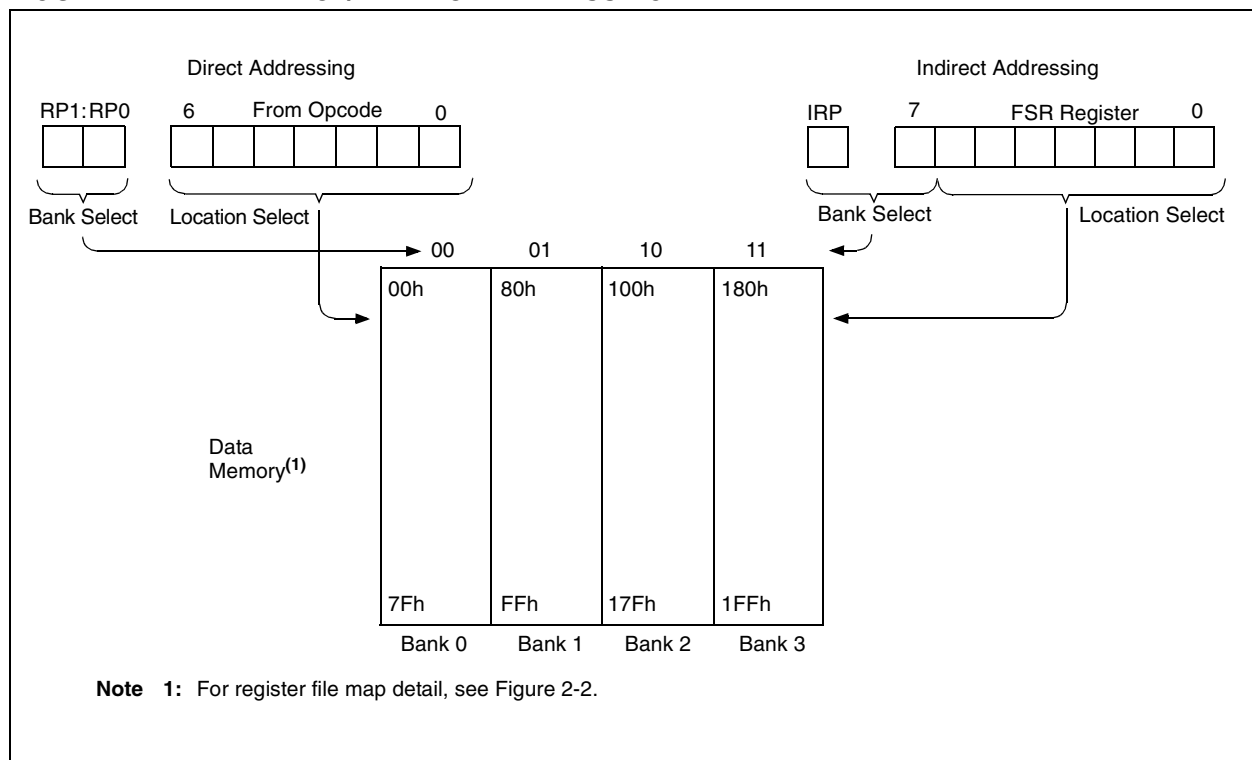 Direct Addressing
Indirect Addressing
RP1:RP0 6 From Opcode 0
IRP 7 FSR Register 0
Bank Select Location Select
Bank Select Location Select
00 01 10 11
00h 80h 100h 180h
Data
Memory(1)
7Fh FFh 17Fh 1FFh
Bank 0 Bank 1 Bank 2 Bank 3
Note 1: For register file map detail, see Figure 2-2.